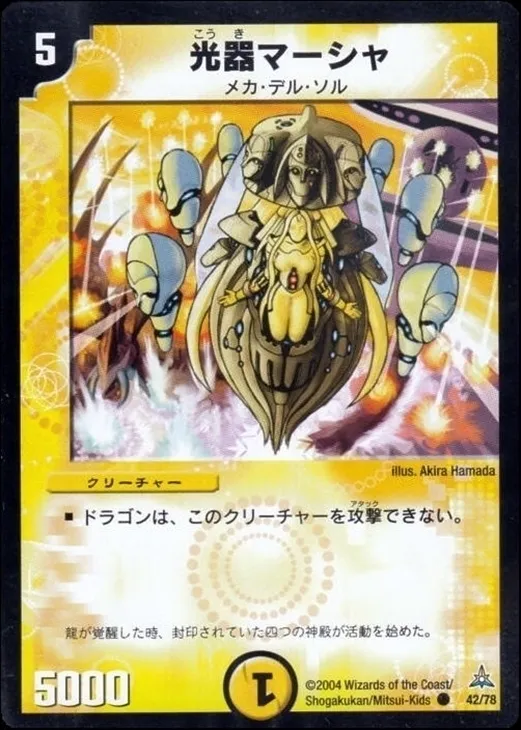 5
こう き
光器マーシャ
メカ・デル・ソル
illus. Akira Hamada
クリーチャー
アタック
■ ドラゴンは、このクリーチャーを攻撃できない。
龍が覚醒した時、封印されていた四つの神殿が活動を始めた。
5000
1
©2004 Wizards of the Coast/
Shogakukan/Mitsui-Kids
42/78